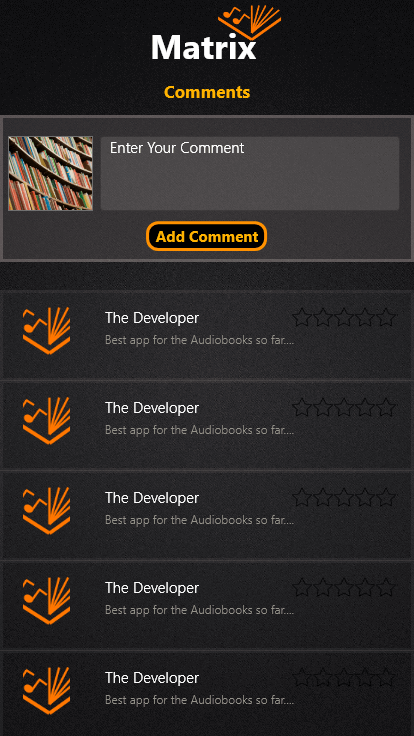 Matrix
Comments
Enter Your Comment
Add Comment
The Developer
Best app for the Audiobooks so far....
The Developer
Best app for the Audiobooks so far....
The Developer
Best app for the Audiobooks so far....
The Developer
Best app for the Audiobooks so far....
The Developer
Best app for the Audiobooks so far....